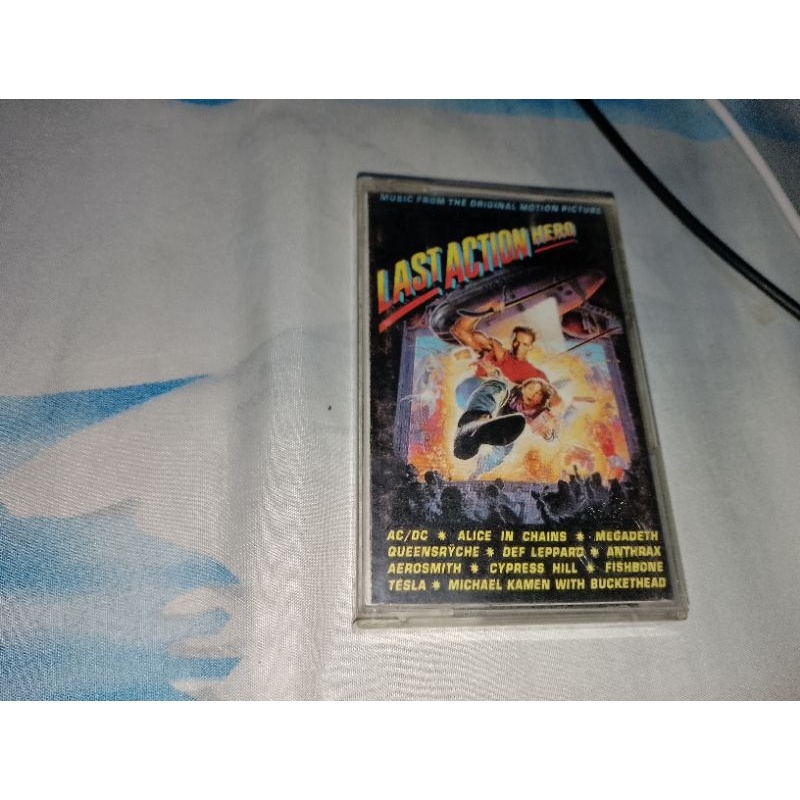 MUSIC FROM THE ORIGINAL MOTION PICTURE
LAST ACTION HERO
AC/DC * ALICE IN CHAINS * MEGADETH
QUEENSRŸCHE * DEF LEPPARD * ANTHRAX
AEROSMITH * CYPRESS HILL * FISHBONE
TESLA * MICHAEL KAMEN WITH BUCKETHEAD